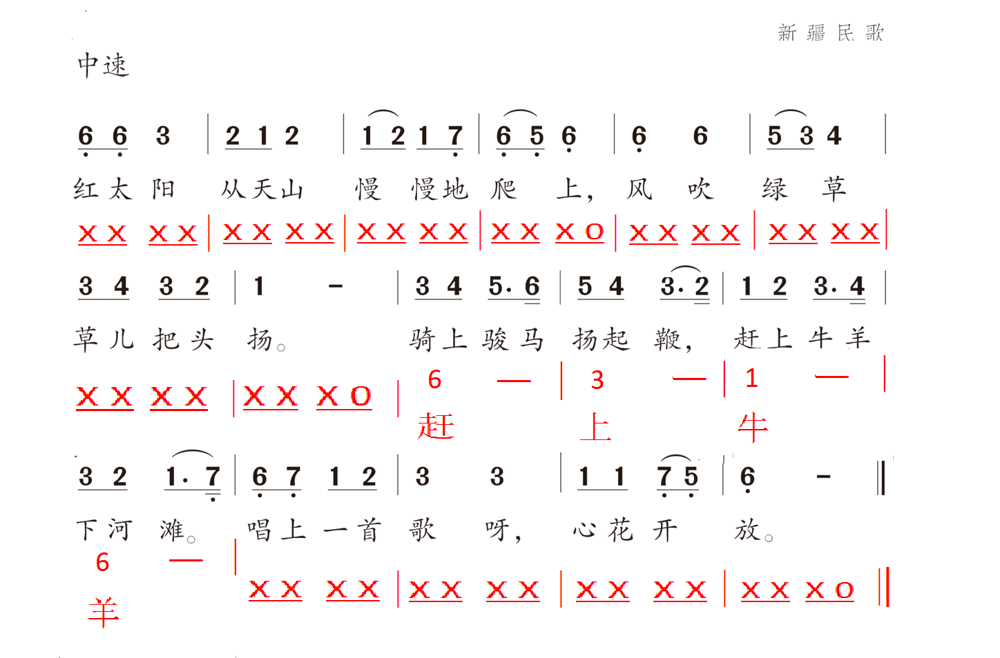 新疆民歌
中速
6 6 3 | 2 1 2 | 1 2 1 7 | 6 5 6 | 6 6 | 5 3 4 |
红太阳 从天山 慢 慢地 爬 上，风 吹 绿 草
X X X X | X X X X | X X X X | X X X O | X X X X | X X X X |
3 4 3 2 | 1 - | 3 4 5. 6 | 5 4 3. 2 | 1 2 3. 4 |
草儿把头 扬。 骑上骏马 扬起 鞭，赶上牛羊
X X X X | X X X O | 6 — | 3 — | 1 — |
赶 上 牛
3 2 1. 7 | 6 7 1 2 | 3 3 | 1 1 7 5 | 6 - ‖
下河 滩。 唱上一首 歌 呀，心花开 放。
6 — | X X X X | X X X X | X X X X | X X X O ‖
羊